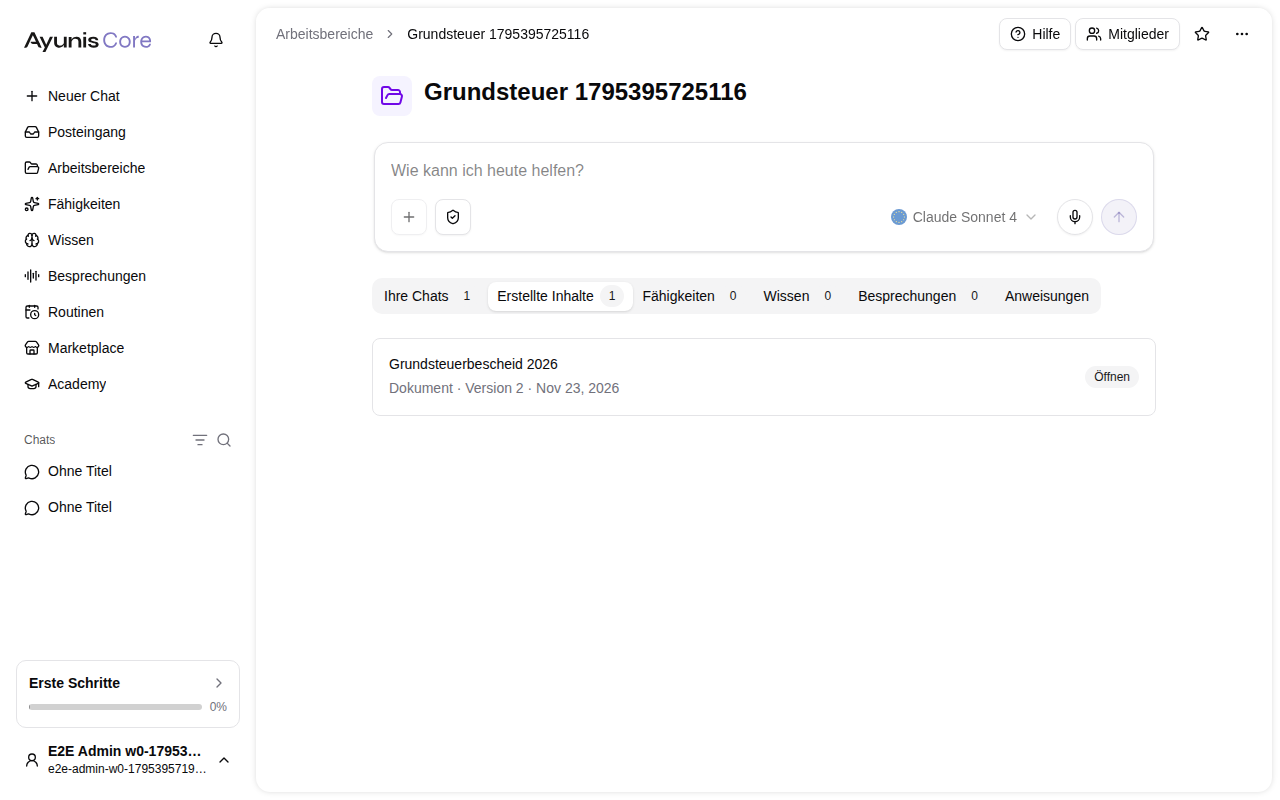 Ayunis Core
Neuer Chat
Posteingang
Arbeitsbereiche
Fähigkeiten
Wissen
Besprechungen
Routinen
Marketplace
Academy
Chats
Ohne Titel
Ohne Titel
Erste Schritte
0%
E2E Admin w0-17953…
e2e-admin-w0-1795395719…
Arbeitsbereiche Grundsteuer 1795395725116
Hilfe Mitglieder
Grundsteuer 1795395725116
Wie kann ich heute helfen?
Claude Sonnet 4
Ihre Chats 1 Erstellte Inhalte 1 Fähigkeiten 0 Wissen 0 Besprechungen 0 Anweisungen
Grundsteuerbescheid 2026
Dokument · Version 2 · Nov 23, 2026
Öffnen